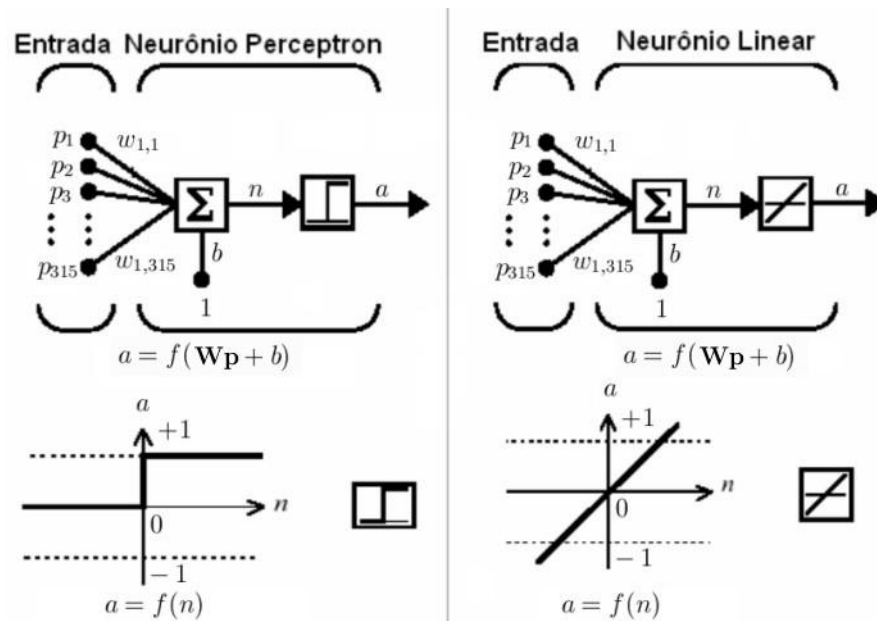 Entrada Neurônio Perceptron
p₁ w₁,₁
p₂
p₃
Σ n a
p₃₁₅ w₁,₃₁₅
b
1
a = f(Wp + b)
a
+1
n
0
−1
a = f(n)
Entrada Neurônio Linear
p₁ w₁,₁
p₂
p₃
Σ n a
p₃₁₅ w₁,₃₁₅
b
1
a = f(Wp + b)
a
+1
n
0
−1
a = f(n)